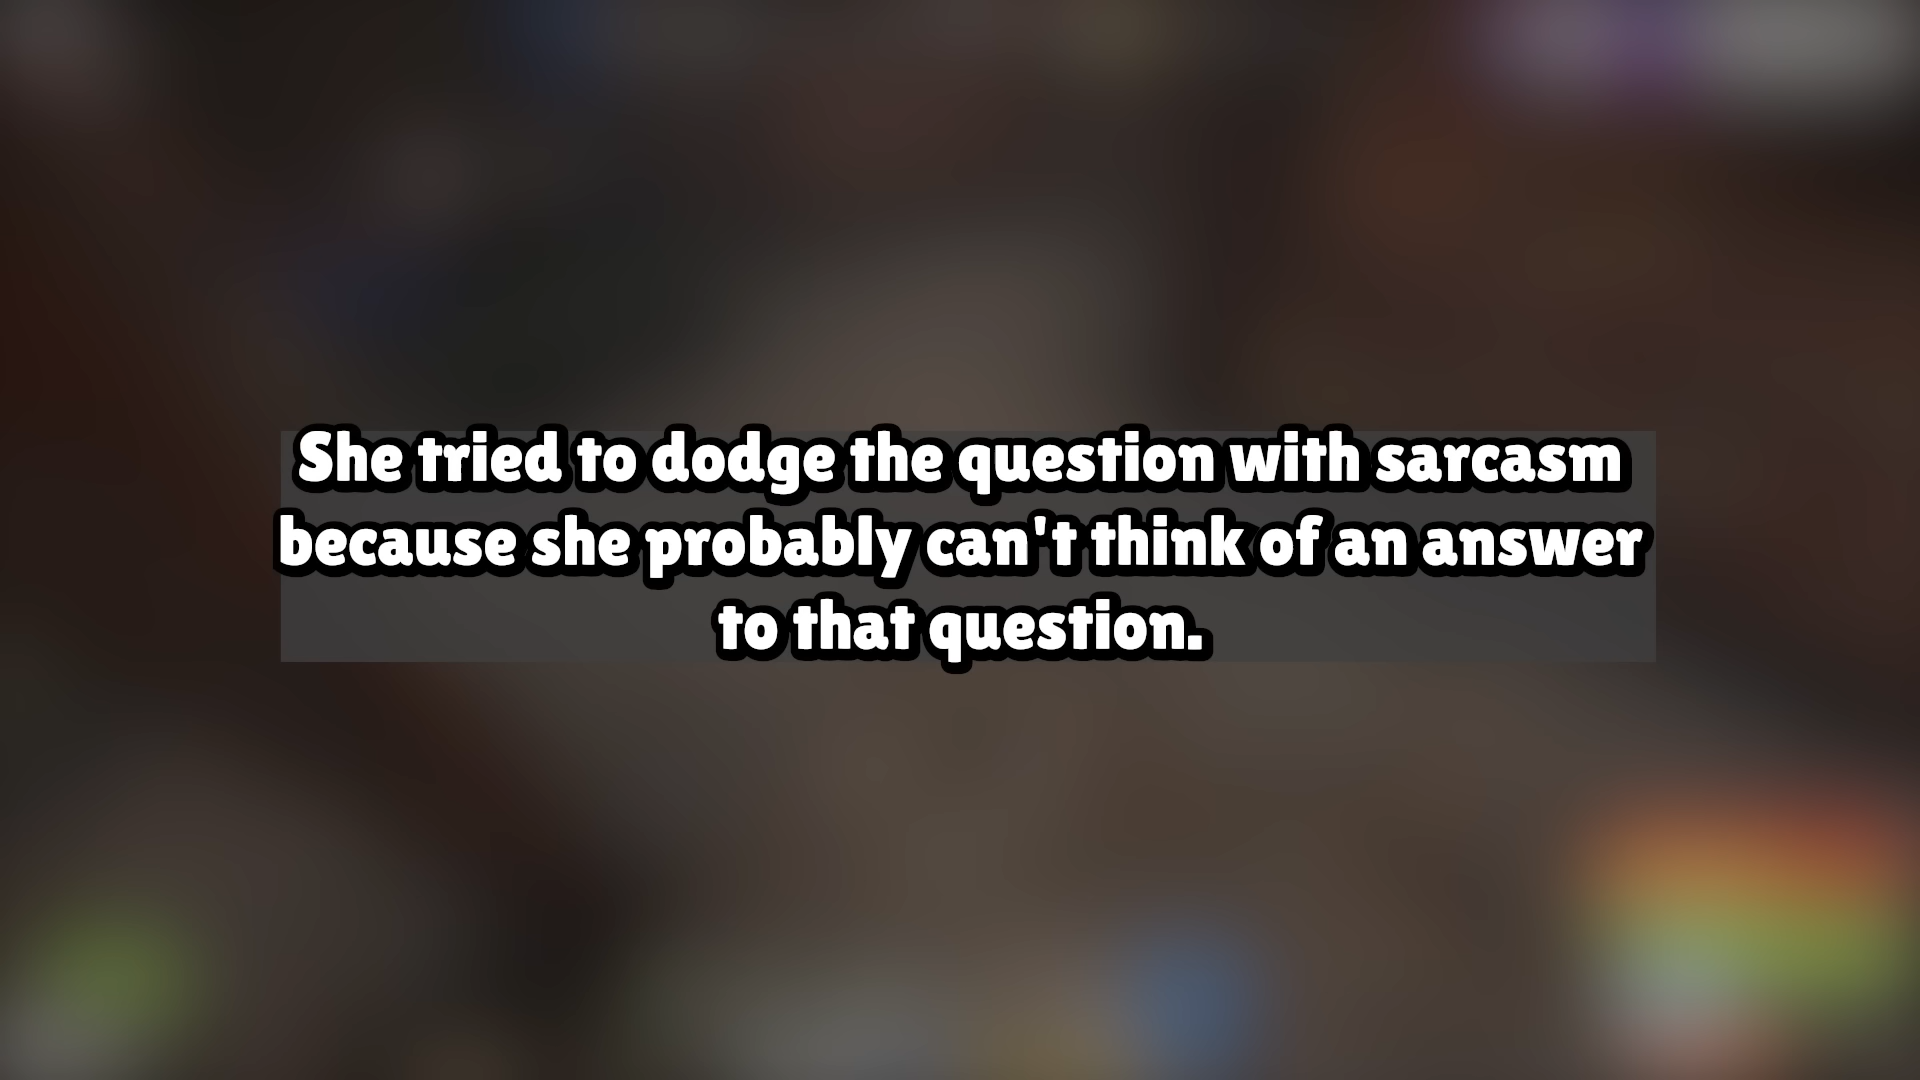 She tried to dodge the question with sarcasm
because she probably can't think of an answer
to that question.